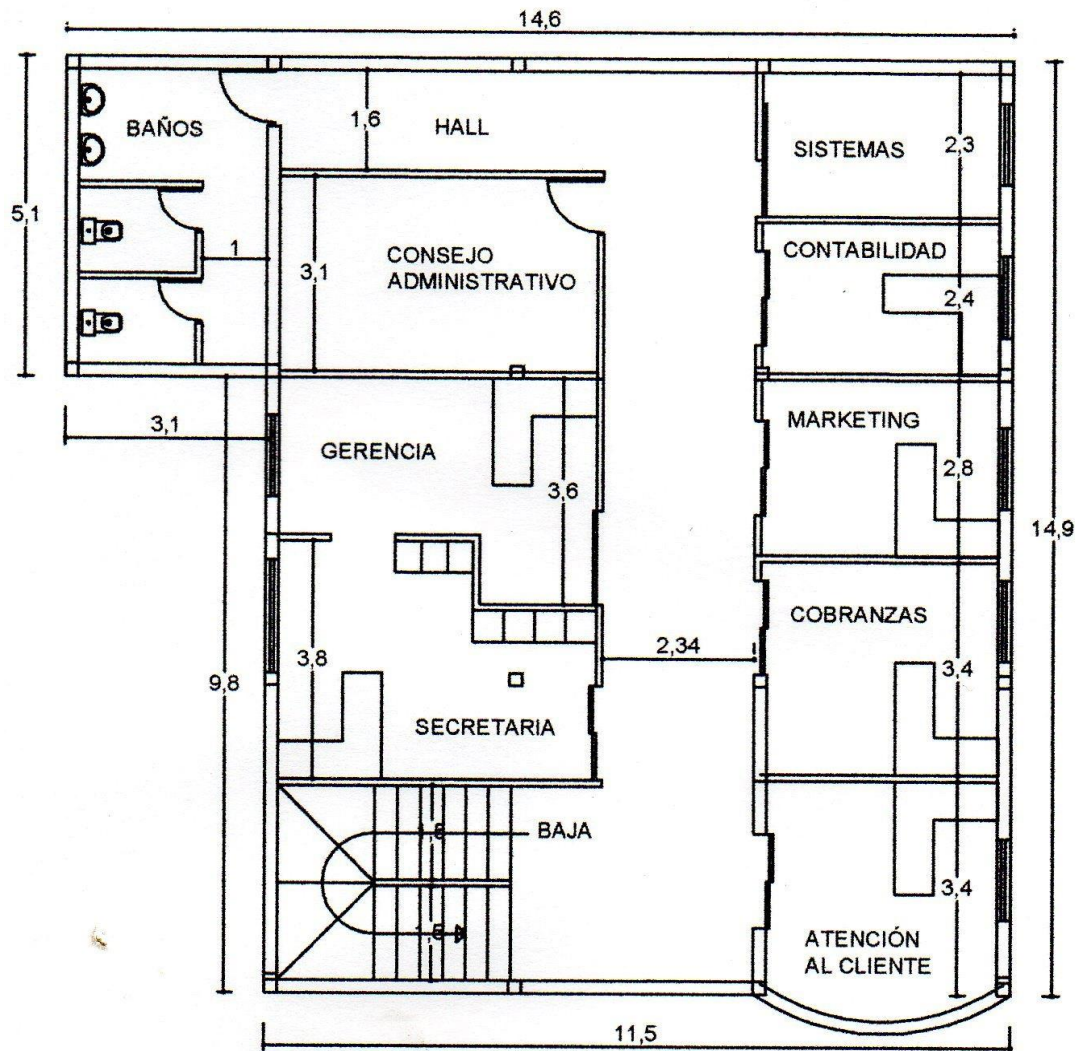 14,6
BAÑOS
1,6
HALL
SISTEMAS
2,3
5,1
1
3,1
CONSEJO
ADMINISTRATIVO
CONTABILIDAD
2,4
3,1
GERENCIA
3,6
MARKETING
2,8
14,9
3,8
9,8
2,34
COBRANZAS
3,4
SECRETARIA
BAJA
3,4
ATENCIÓN
AL CLIENTE
11,5